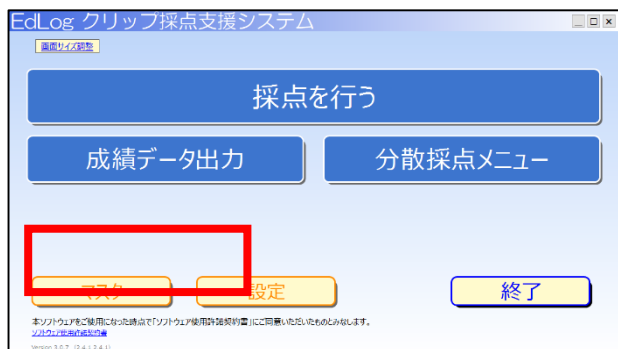 EdLog クリップ採点支援システム
画面サイズ調整
採点を行う
成績データ出力
分散採点メニュー
マスタ
設定
終了
本ソフトウェアをご使用になった時点で「ソフトウェア使用許諾契約書」にご同意いただいたものとみなします。
ソフトウェア使用許諾契約書